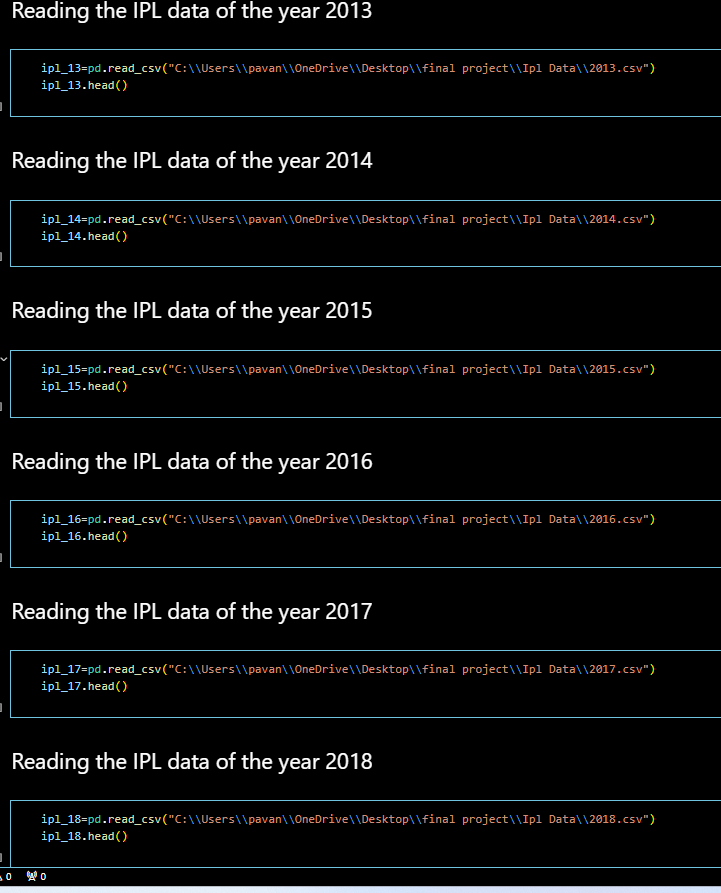 Reading the IPL data of the year 2013
ipl_13=pd.read_csv("C:\\Users\\pavan\\OneDrive\\Desktop\\final project\\Ipl Data\\2013.csv")
ipl_13.head()
Reading the IPL data of the year 2014
ipl_14=pd.read_csv("C:\\Users\\pavan\\OneDrive\\Desktop\\final project\\Ipl Data\\2014.csv")
ipl_14.head()
Reading the IPL data of the year 2015
ipl_15=pd.read_csv("C:\\Users\\pavan\\OneDrive\\Desktop\\final project\\Ipl Data\\2015.csv")
ipl_15.head()
Reading the IPL data of the year 2016
ipl_16=pd.read_csv("C:\\Users\\pavan\\OneDrive\\Desktop\\final project\\Ipl Data\\2016.csv")
ipl_16.head()
Reading the IPL data of the year 2017
ipl_17=pd.read_csv("C:\\Users\\pavan\\OneDrive\\Desktop\\final project\\Ipl Data\\2017.csv")
ipl_17.head()
Reading the IPL data of the year 2018
ipl_18=pd.read_csv("C:\\Users\\pavan\\OneDrive\\Desktop\\final project\\Ipl Data\\2018.csv")
ipl_18.head()
0 0